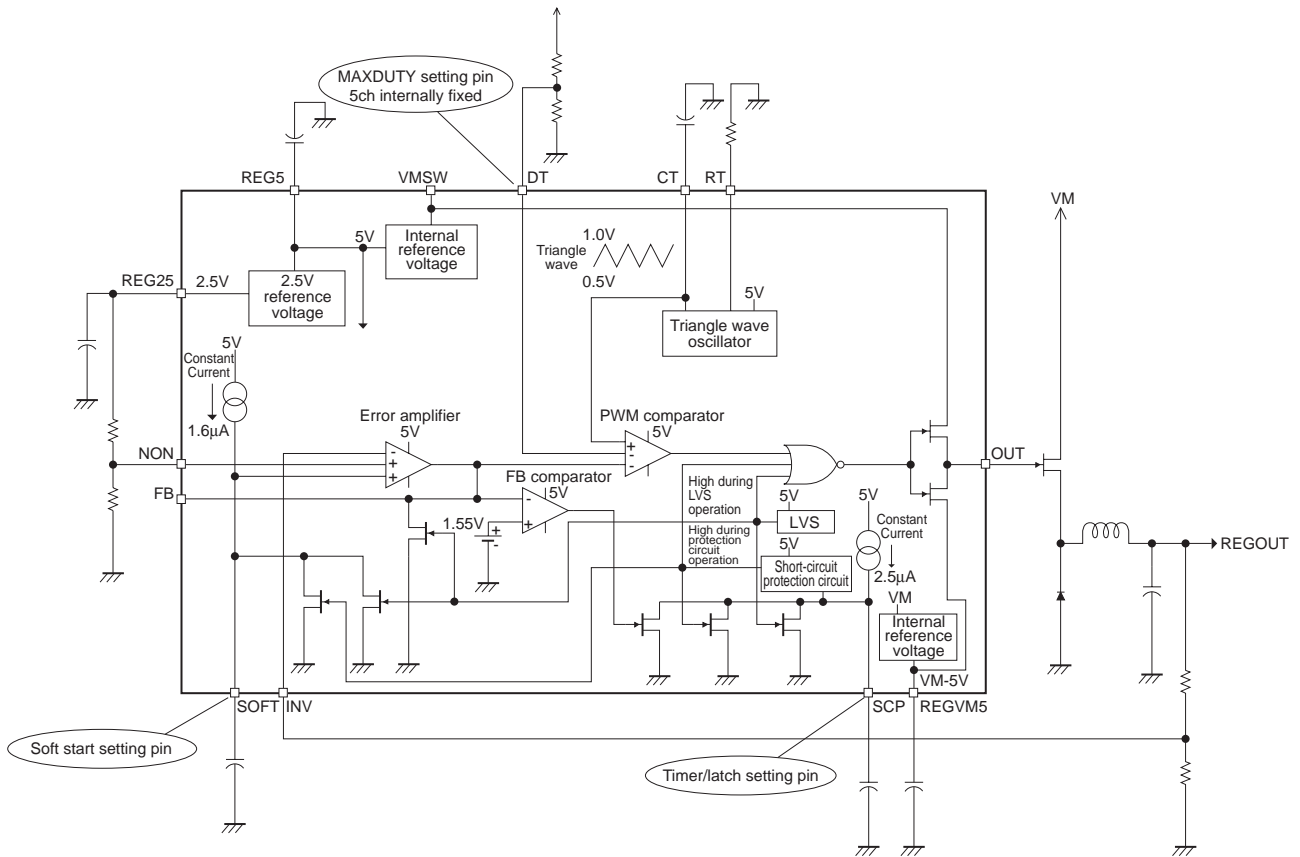 MAXDUTY setting pin
5ch internally fixed
REG5
VMSW
DT
CT
RT
VM
5V
Internal
reference
voltage
Triangle
wave
1.0V
0.5V
REG25
2.5V
2.5V
reference
voltage
5V
Triangle wave
oscillator
5V
Constant
Current
1.6μA
Error amplifier
5V
PWM comparator
5V
-
+
+
+
-
-
NON
FB
OUT
FB comparator
5V
-
+
1.55V
+
-
High during
LVS
operation
High during
protection
circuit
operation
5V
LVS
5V
Short-circuit
protection circuit
5V
Constant
Current
2.5μA
VM
Internal
reference
voltage
VM-5V
REGOUT
SOFT
INV
SCP
REGVM5
Soft start setting pin
Timer/latch setting pin